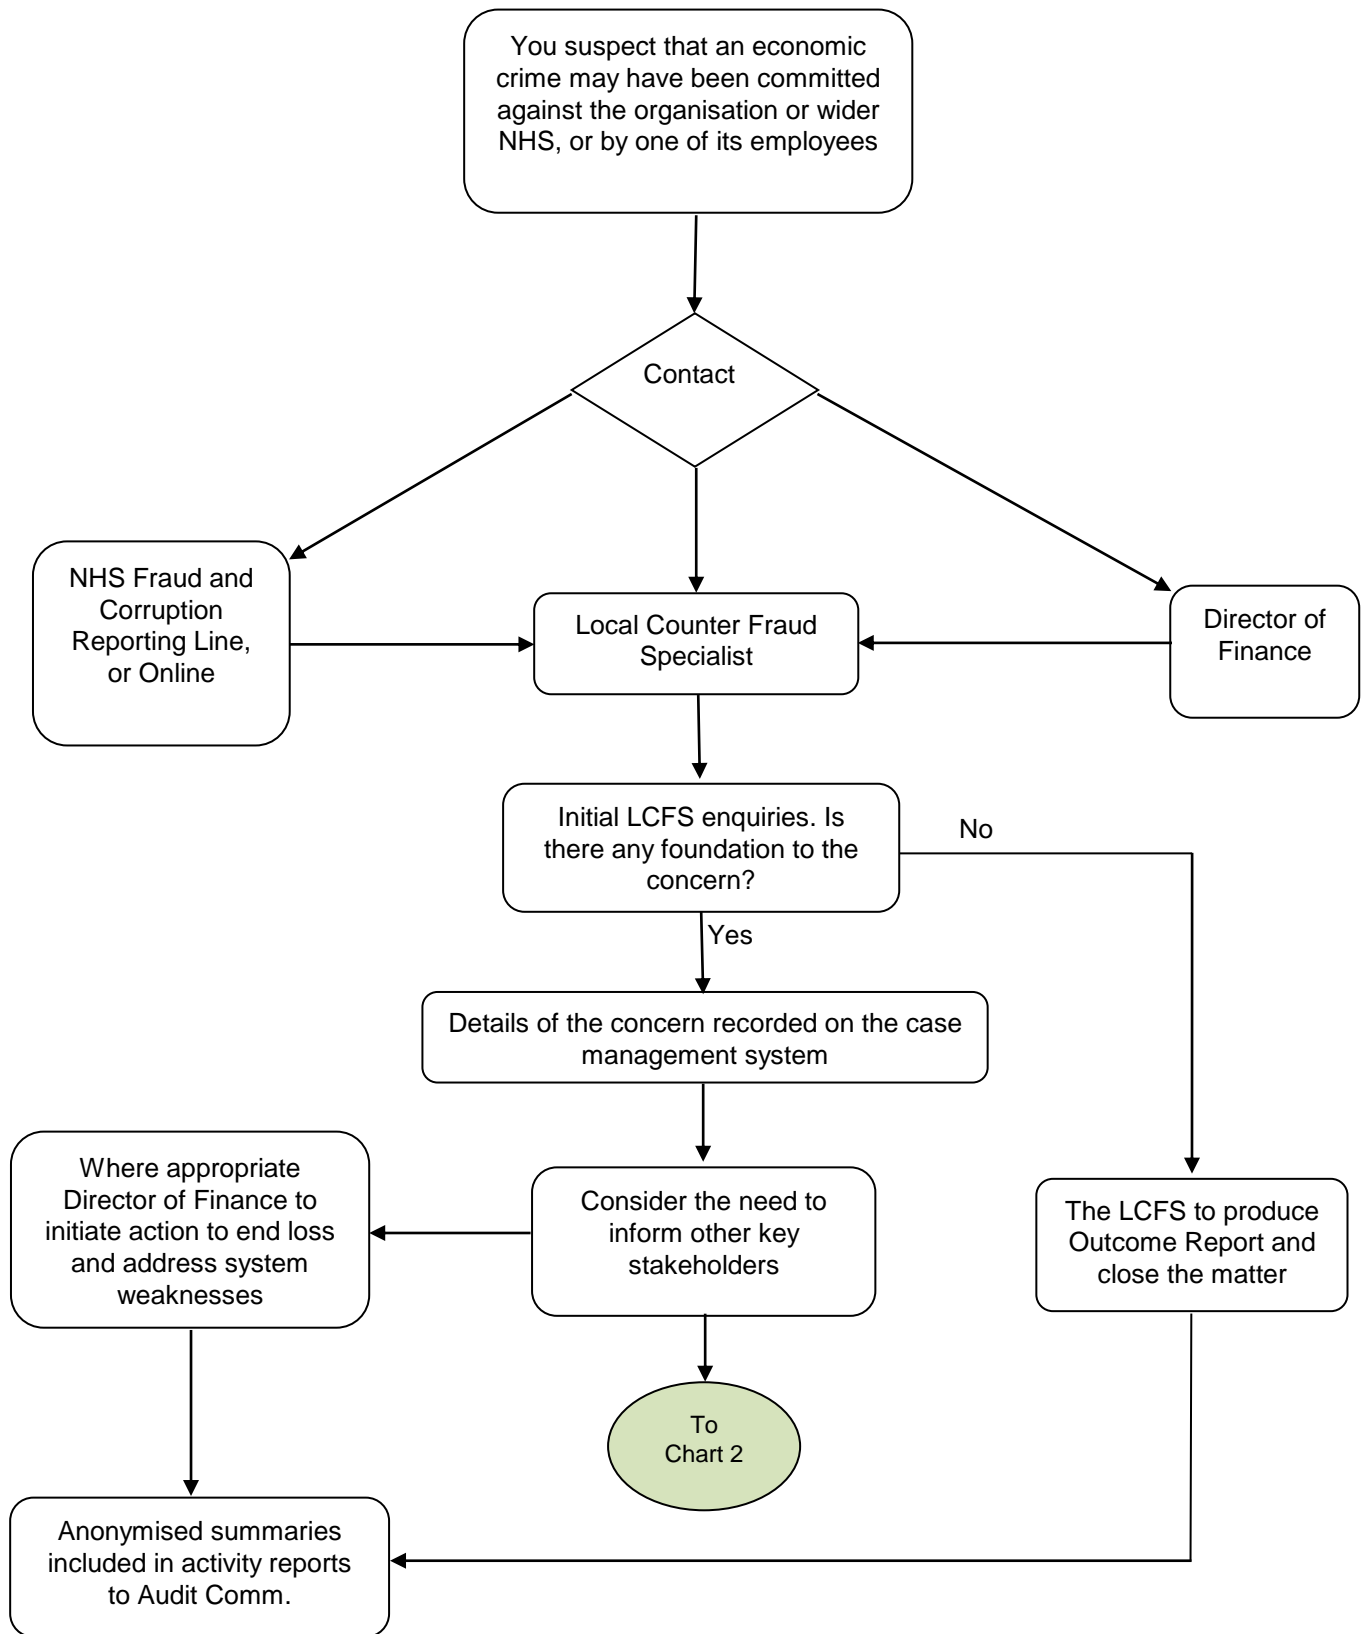 You suspect that an economic
crime may have been committed
against the organisation or wider
NHS, or by one of its employees
Contact
NHS Fraud and
Corruption
Reporting Line,
or Online
Local Counter Fraud
Specialist
Director of
Finance
Initial LCFS enquiries. Is
there any foundation to the
concern?
No
Yes
Details of the concern recorded on the case
management system
Where appropriate
Director of Finance to
initiate action to end loss
and address system
weaknesses
Consider the need to
inform other key
stakeholders
The LCFS to produce
Outcome Report and
close the matter
To
Chart 2
Anonymised summaries
included in activity reports
to Audit Comm.